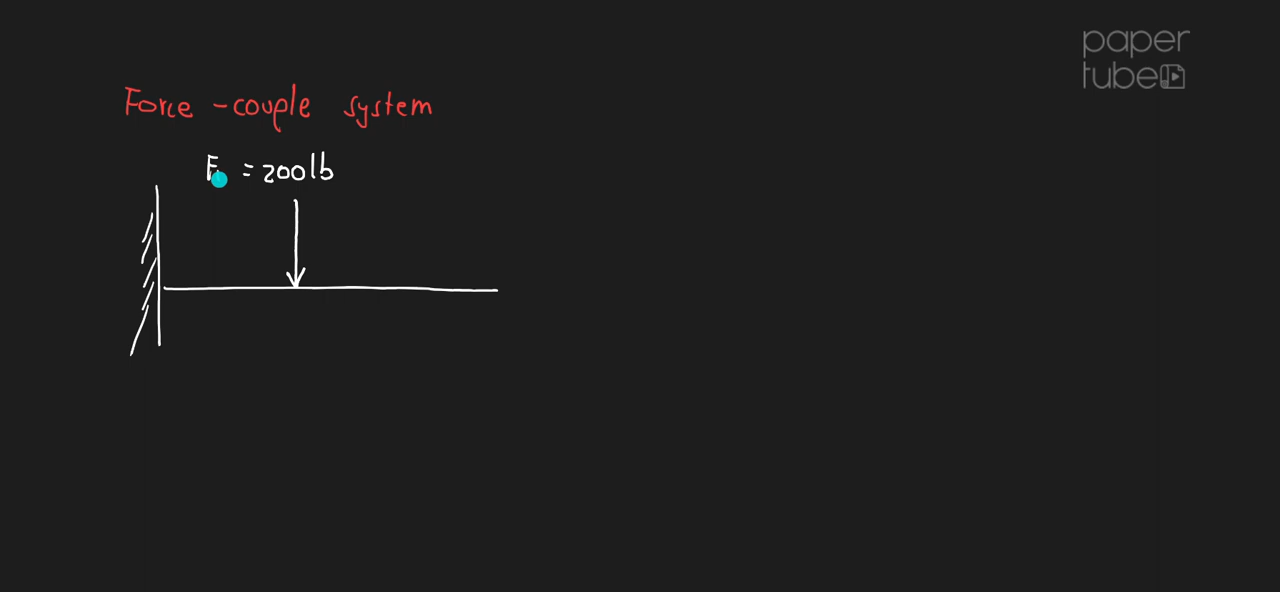 paper
tube
Force -couple system
F = 200lb